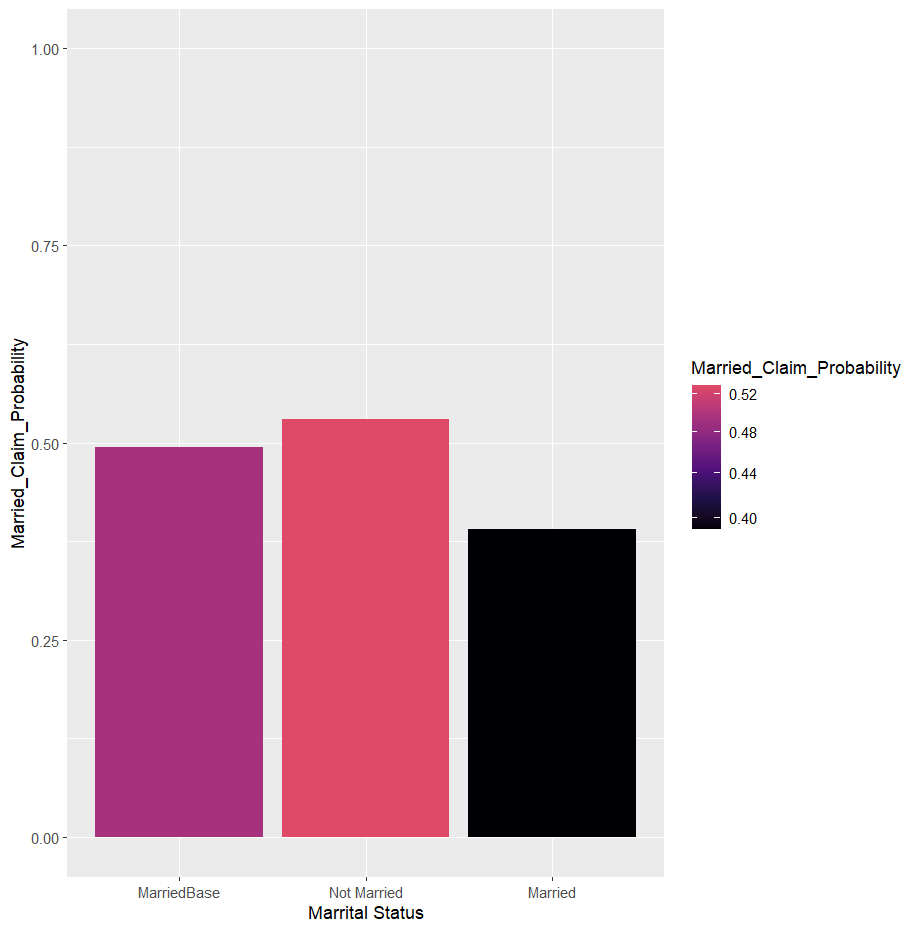 1.00
0.75
0.50
0.25
0.00
Married_Claim_Probability
MarriedBase
Not Married
Married
Marrital Status
Married_Claim_Probability
0.52
0.48
0.44
0.40